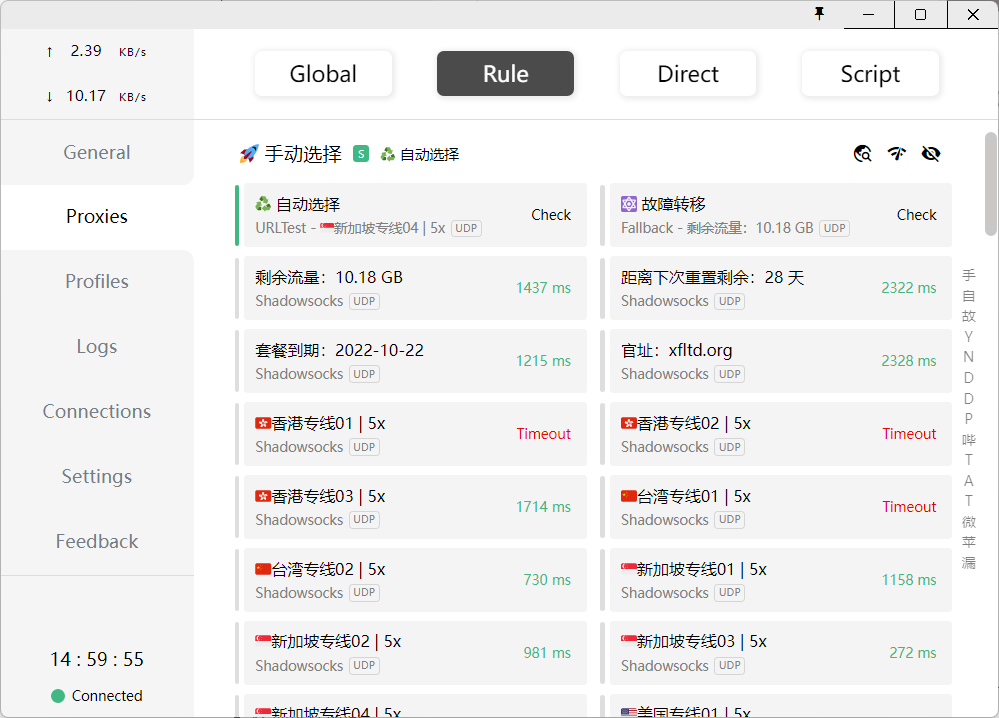 ↑ 2.39 KB/s
↓ 10.17 KB/s
General
Proxies
Profiles
Logs
Connections
Settings
Feedback
14 : 59 : 55
Connected
Global Rule Direct Script
手动选择 S 自动选择
自动选择
URLTest - 新加坡专线04 | 5x UDP
Check
故障转移
Fallback - 剩余流量：10.18 GB UDP
Check
剩余流量：10.18 GB
Shadowsocks UDP
1437 ms
距离下次重置剩余：28 天
Shadowsocks UDP
2322 ms
套餐到期：2022-10-22
Shadowsocks UDP
1215 ms
官址：xfltd.org
Shadowsocks UDP
2328 ms
香港专线01 | 5x
Shadowsocks UDP
Timeout
香港专线02 | 5x
Shadowsocks UDP
Timeout
香港专线03 | 5x
Shadowsocks UDP
1714 ms
台湾专线01 | 5x
Shadowsocks UDP
Timeout
台湾专线02 | 5x
Shadowsocks UDP
730 ms
新加坡专线01 | 5x
Shadowsocks UDP
1158 ms
新加坡专线02 | 5x
Shadowsocks UDP
981 ms
新加坡专线03 | 5x
Shadowsocks UDP
272 ms
新加坡专线04 | 5x
美国专线01 | 5x
手
自
故
Y
N
D
D
P
哔
T
A
T
微
苹
漏